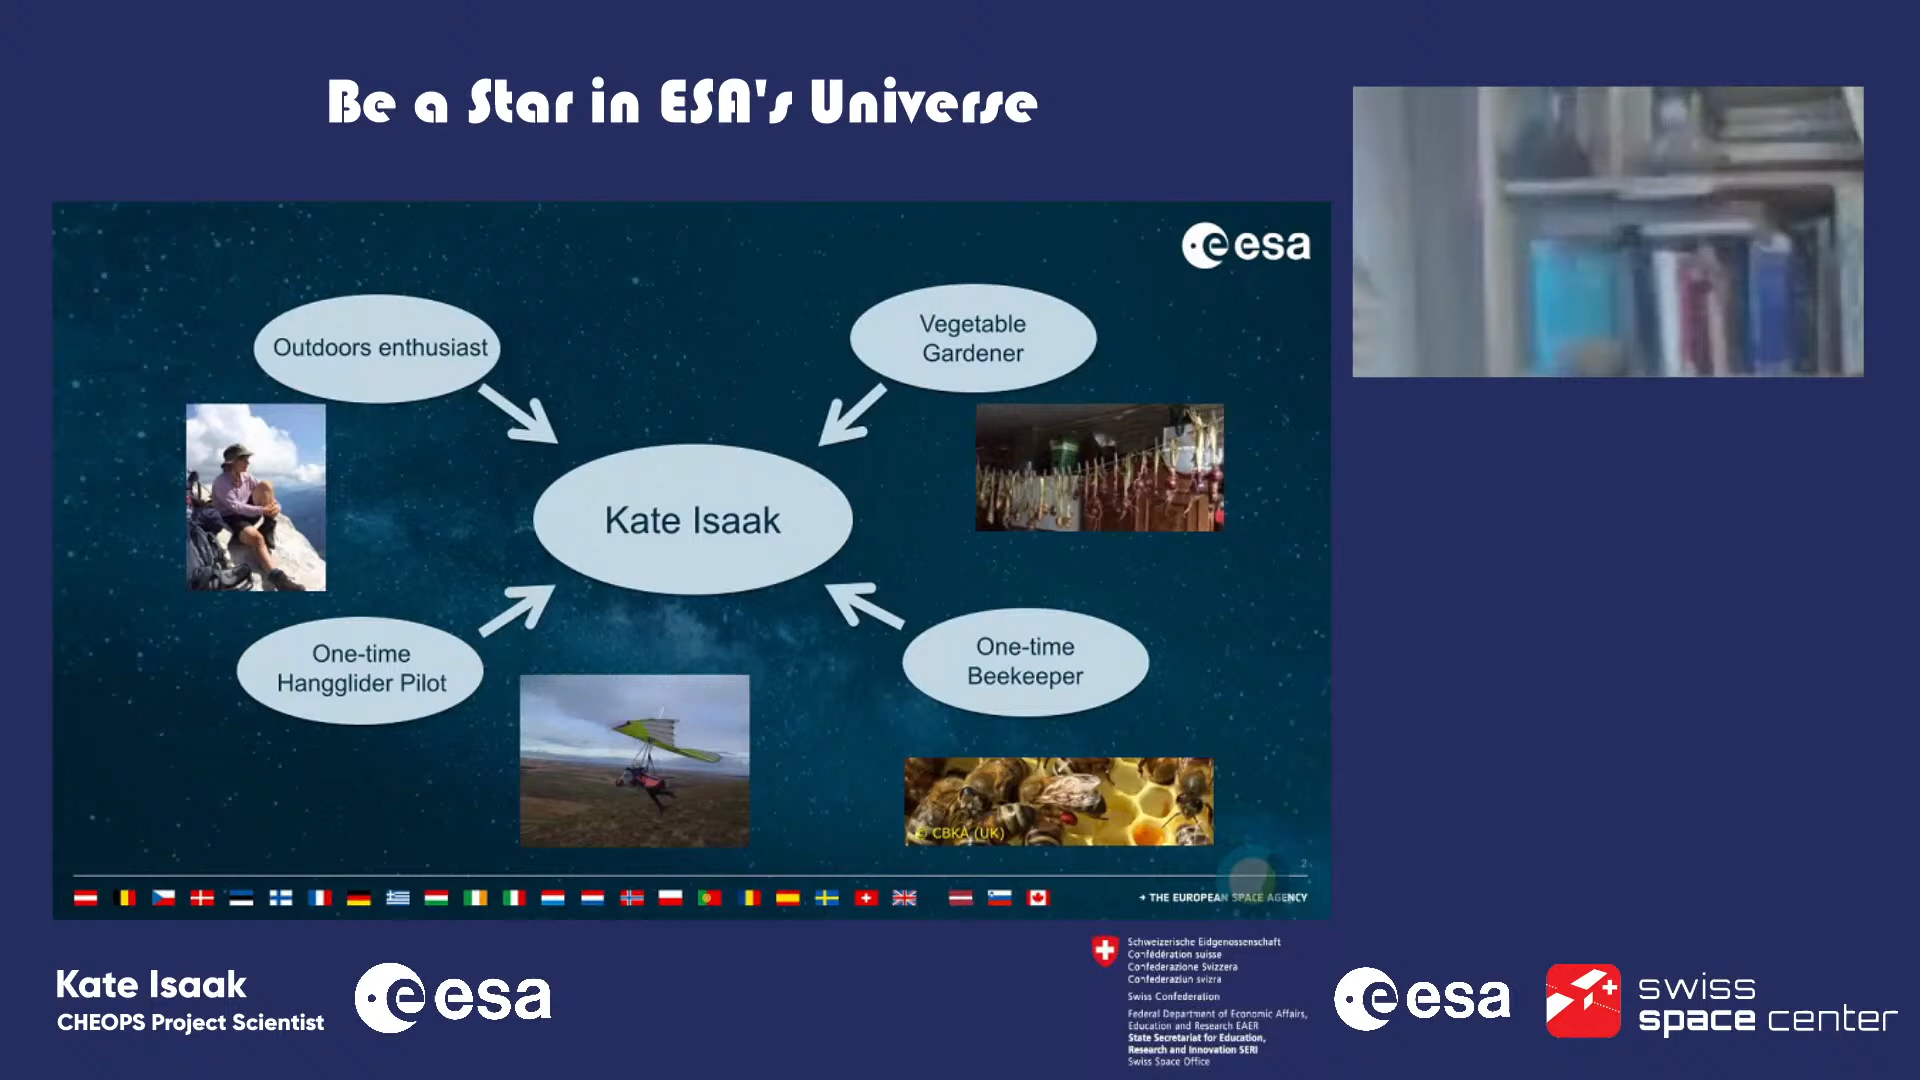 Be a Star in ESA's Universe
esa
Outdoors enthusiast
Vegetable
Gardener
Kate Isaak
One-time
Hangglider Pilot
One-time
Beekeeper
© CBKA (UK)
2
→ THE EUROPEAN SPACE AGENCY
Kate Isaak
CHEOPS Project Scientist
esa
Schweizerische Eidgenossenschaft
Confédération suisse
Confederazione Svizzera
Confederaziun svizra
Swiss Confederation
Federal Department of Economic Affairs,
Education and Research EAER
State Secretariat for Education,
Research and Innovation SERI
Swiss Space Office
esa
swiss
space center